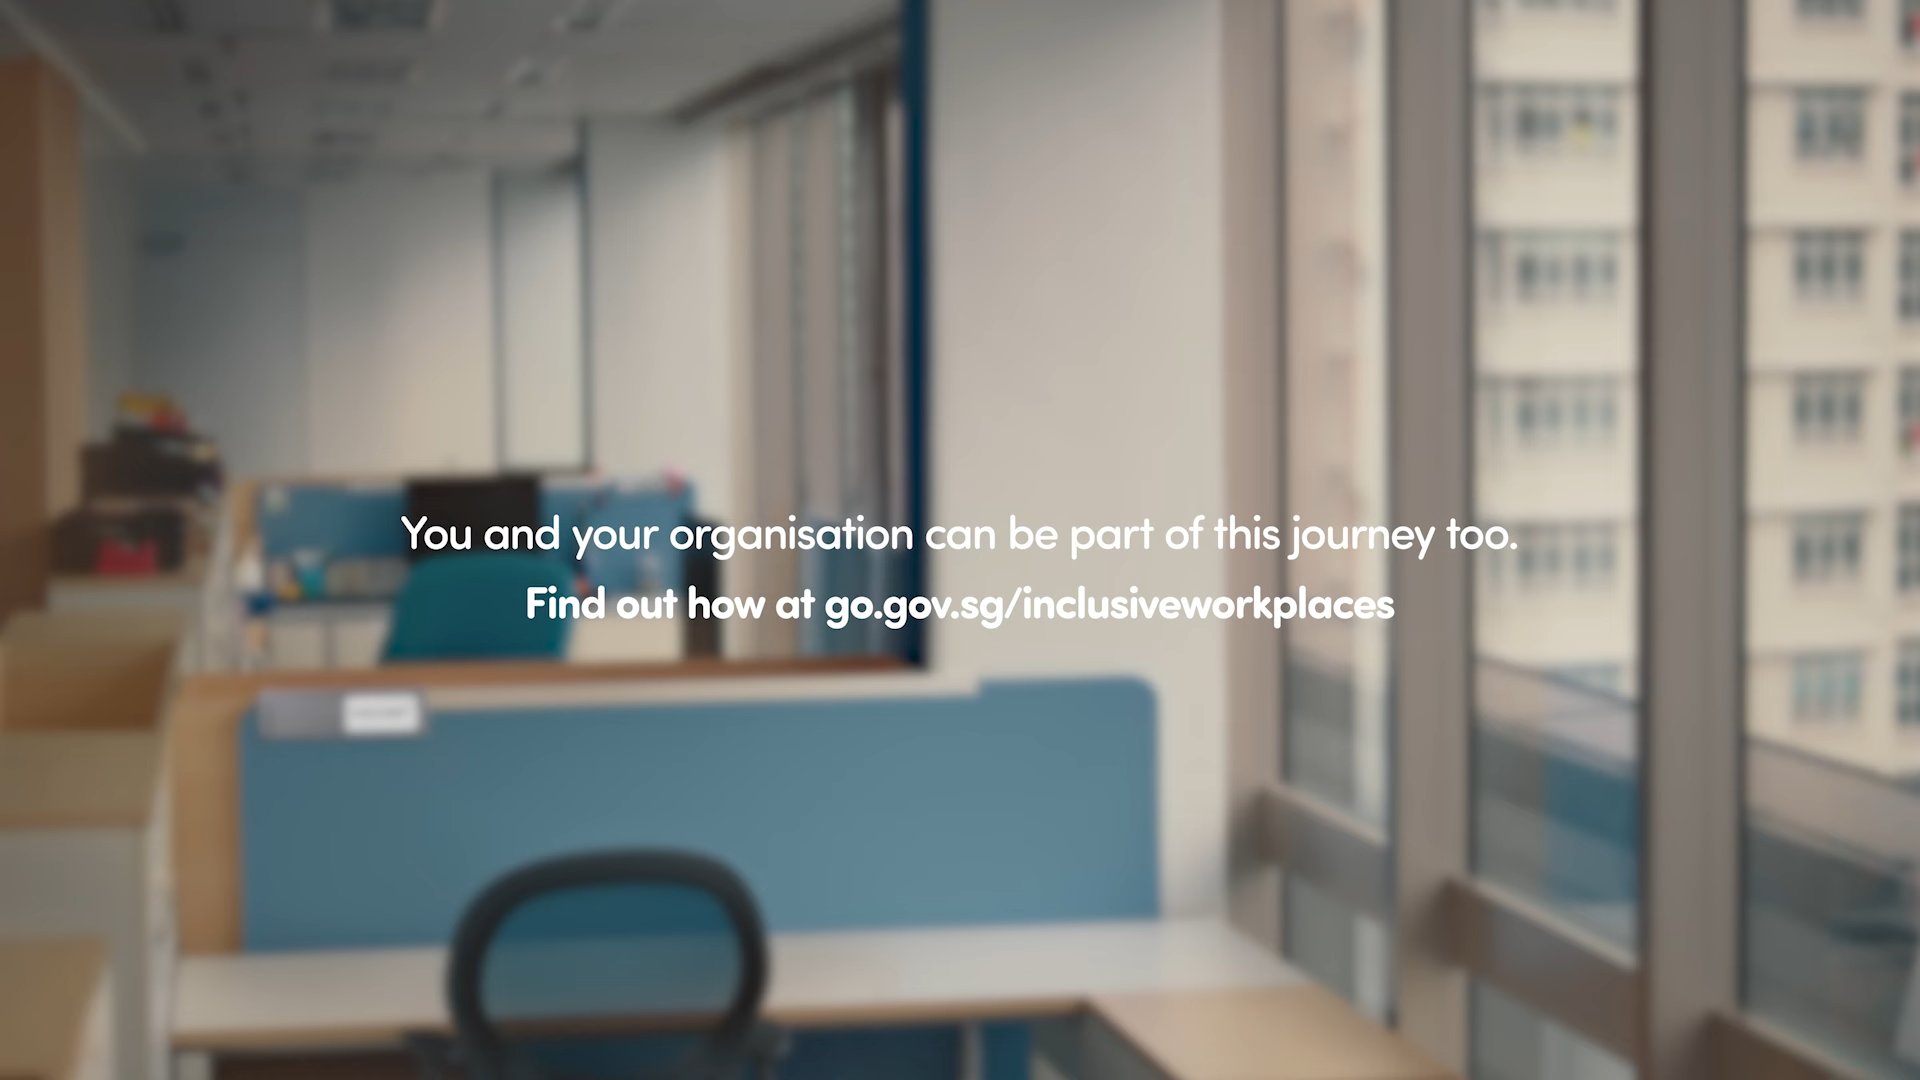 You and your organisation can be part of this journey too.
Find out how at go.gov.sg/inclusiveworkplaces